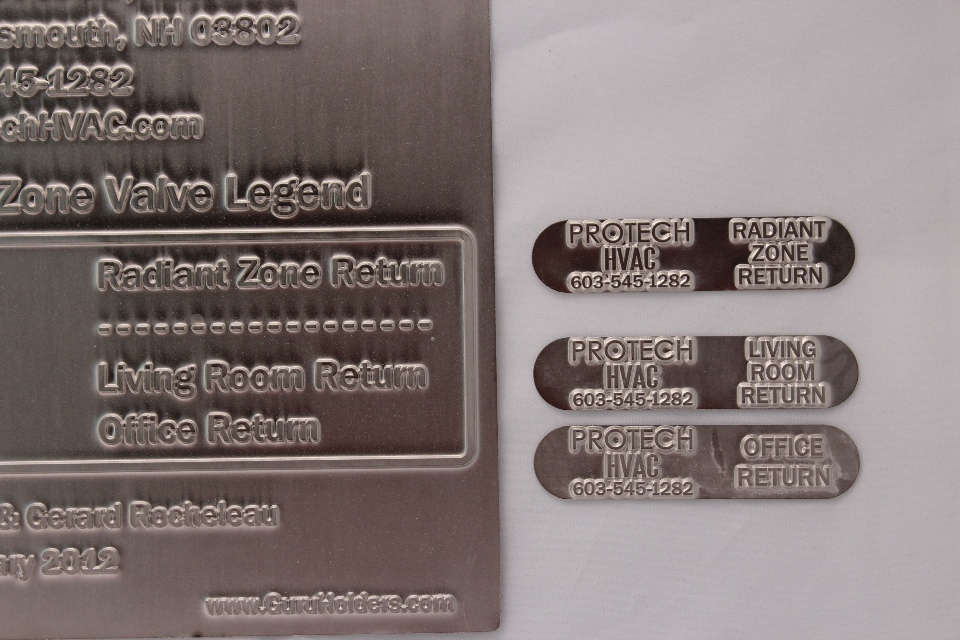 smouth, NH 03802
45-1282
chHVAC.com
Zone Valve Legend
Radiant Zone Return
------------------
Living Room Return
Office Return
& Gerard Rocheleau
ary 2012
www.GuruHolders.com
PROTECH
HVAC
603-545-1282
RADIANT
ZONE
RETURN
PROTECH
HVAC
603-545-1282
LIVING
ROOM
RETURN
PROTECH
HVAC
603-545-1282
OFFICE
RETURN